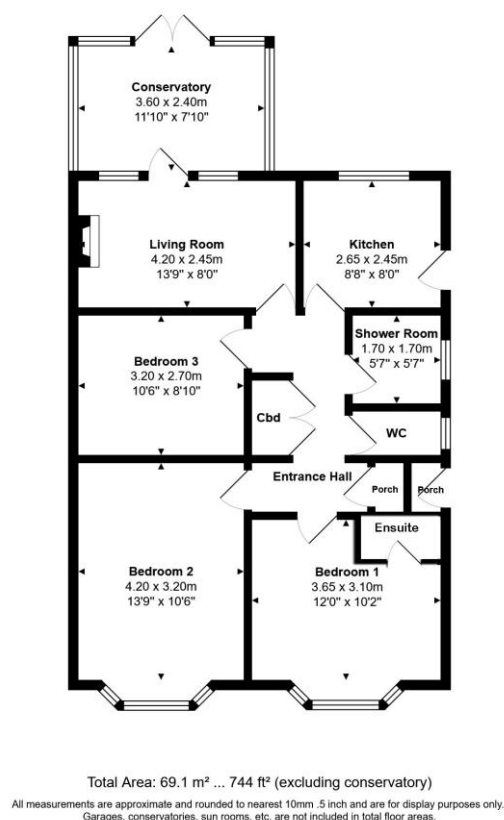 Conservatory
3.60 x 2.40m
11'10" x 7'10"
Living Room
4.20 x 2.45m
13'9" x 8'0"
Kitchen
2.65 x 2.45m
8'8" x 8'0"
Shower Room
1.70 x 1.70m
5'7" x 5'7"
Bedroom 3
3.20 x 2.70m
10'6" x 8'10"
Cbd
WC
Entrance Hall
Porch
Porch
Ensuite
Bedroom 2
4.20 x 3.20m
13'9" x 10'6"
Bedroom 1
3.65 x 3.10m
12'0" x 10'2"
Total Area: 69.1 m² ... 744 ft² (excluding conservatory)
All measurements are approximate and rounded to nearest 10mm .5 inch and are for display purposes only.
Garages, conservatories, sun rooms, etc, are not included in total floor areas.